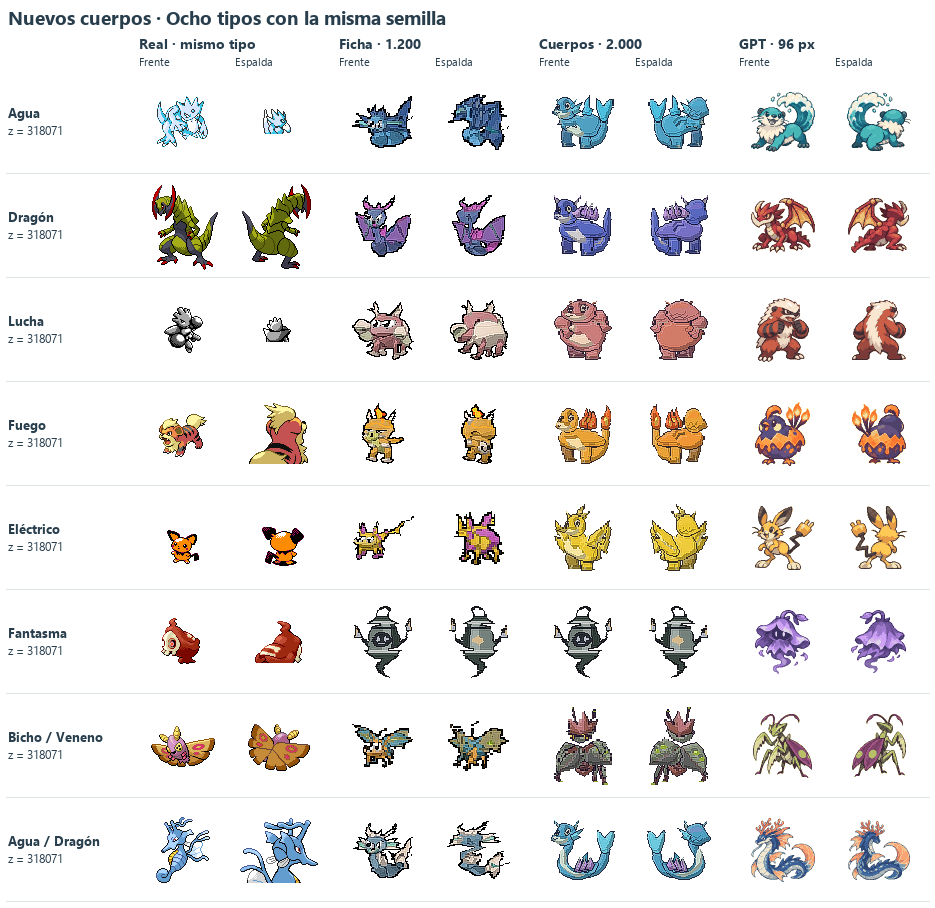 Nuevos cuerpos · Ocho tipos con la misma semilla
Real · mismo tipo Ficha · 1.200 Cuerpos · 2.000 GPT · 96 px
Frente Espalda Frente Espalda Frente Espalda Frente Espalda
Agua
z = 318071
Dragón
z = 318071
Lucha
z = 318071
Fuego
z = 318071
Eléctrico
z = 318071
Fantasma
z = 318071
Bicho / Veneno
z = 318071
Agua / Dragón
z = 318071